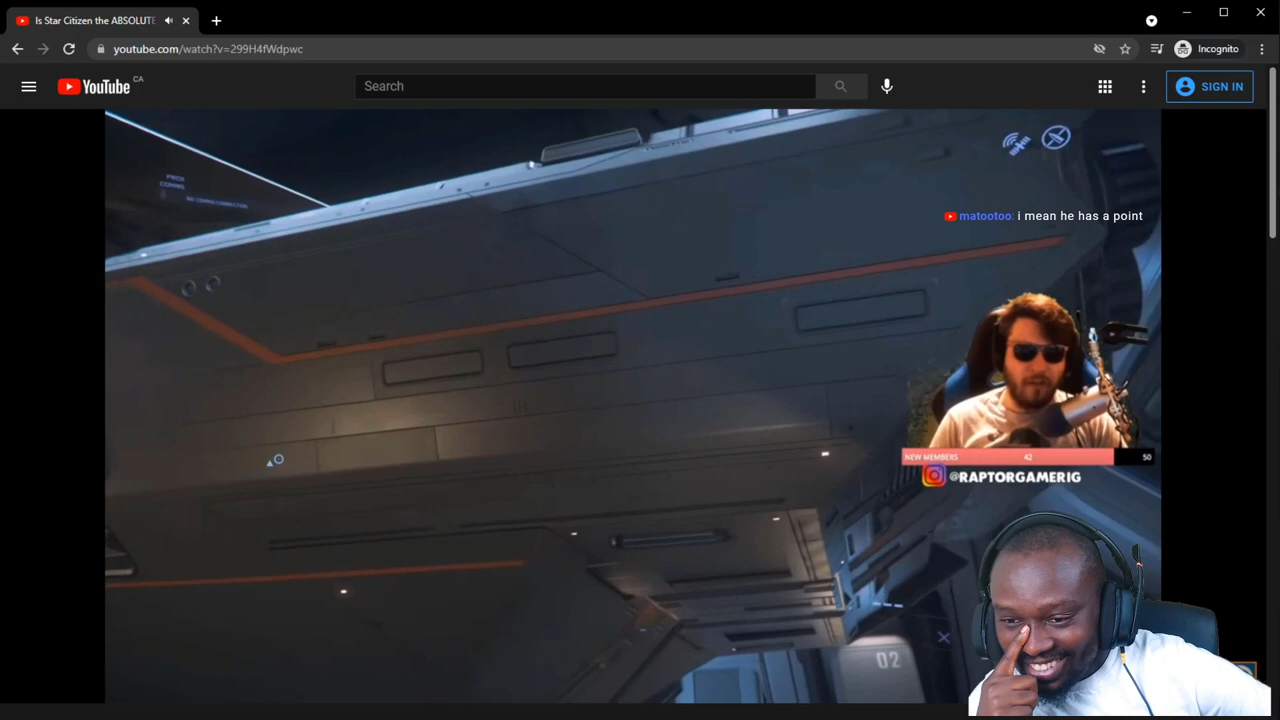 Is Star Citizen the ABSOLUTE
youtube.com/watch?v=299H4fWdpwc
Incognito
YouTube CA
Search
SIGN IN
matootoo: i mean he has a point
NEW MEMBERS 42 50
@RAPTORGAMERIG
02